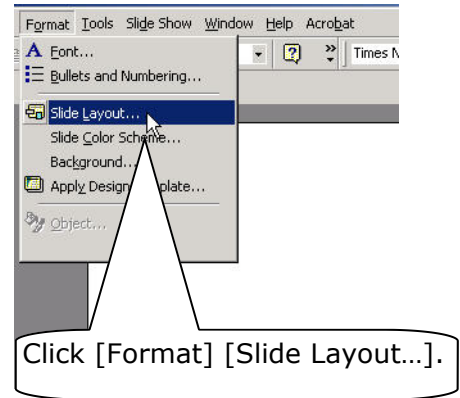 Format Tools Slide Show Window Help Acrobat
Font...
Times
Bullets and Numbering...
Slide Layout...
Slide Color Scheme...
Background...
Apply Design
Object...
Click [Format] [Slide Layout…].